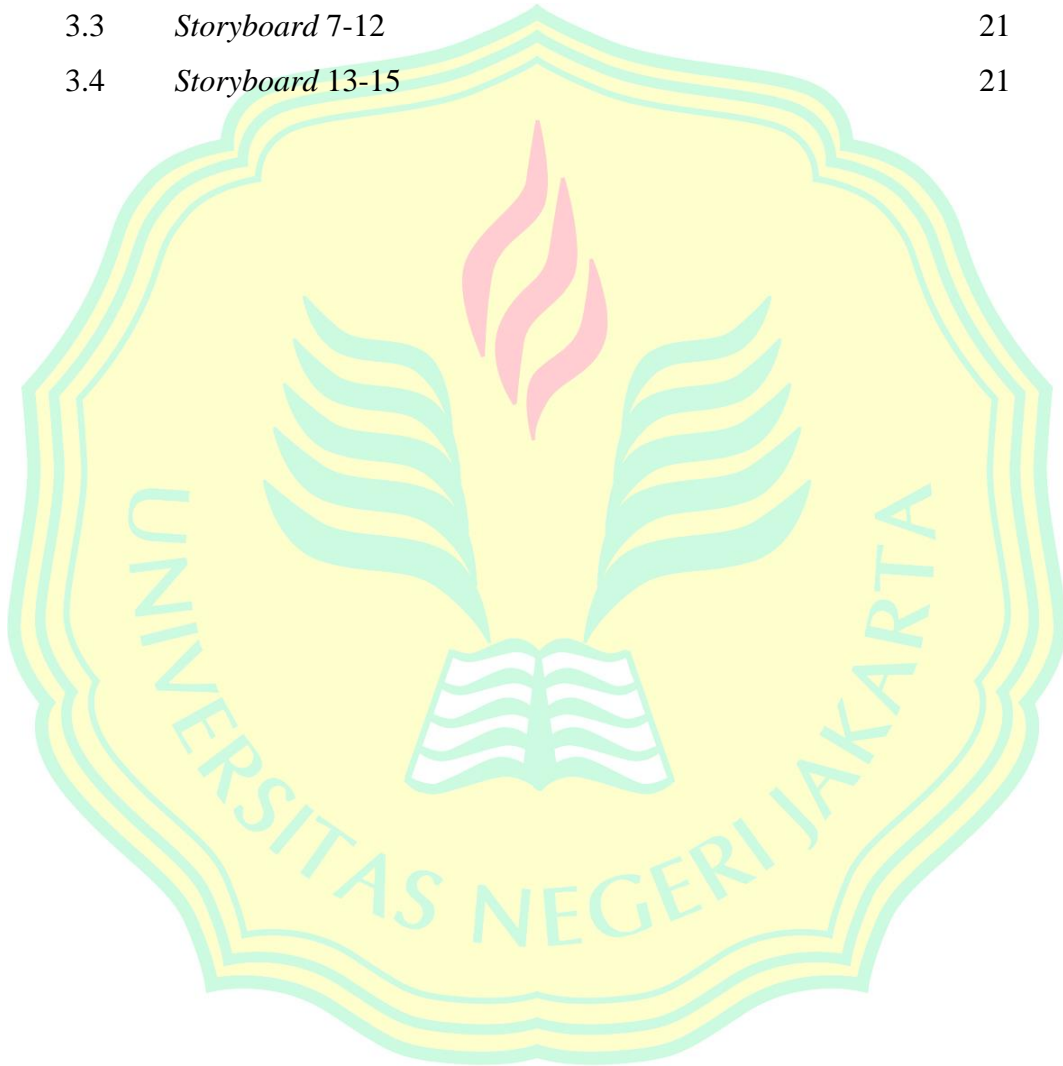 3.3 Storyboard 7-12 21
3.4 Storyboard 13-15 21
UNIVERSITAS NEGERI JAKARTA